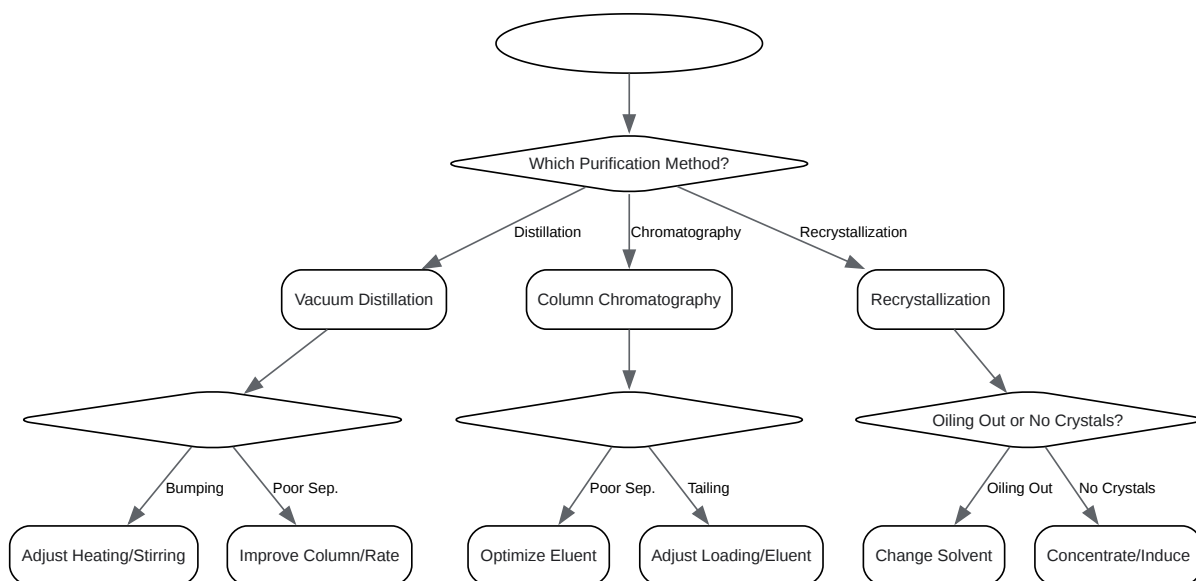 Which Purification Method?
Distillation
Chromatography
Recrystallization
Vacuum Distillation
Column Chromatography
Recrystallization
Oiling Out or No Crystals?
Bumping
Poor Sep.
Poor Sep.
Tailing
Oiling Out
No Crystals
Adjust Heating/Stirring
Improve Column/Rate
Optimize Eluent
Adjust Loading/Eluent
Change Solvent
Concentrate/Induce